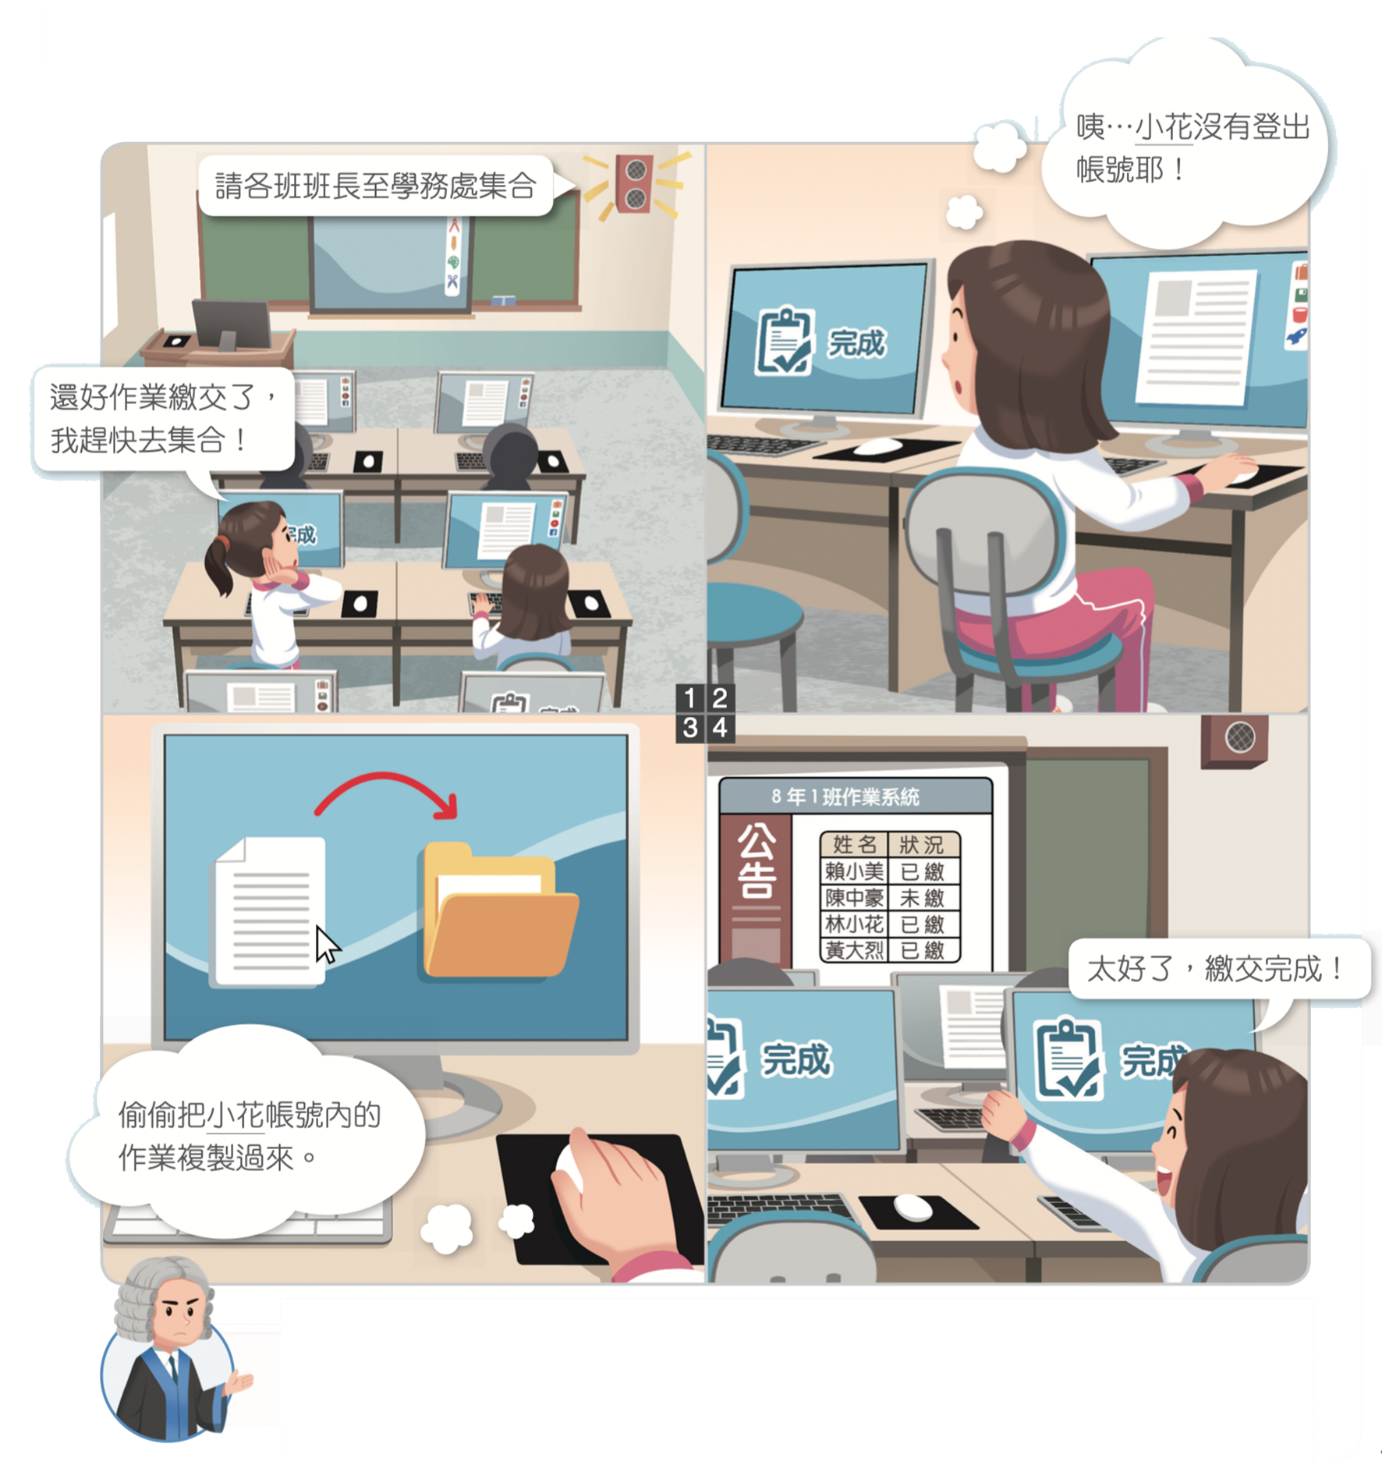 請各班班長至學務處集合
還好作業繳交了，
我趕快去集合！
完成
完成
1
咦…小花沒有登出
帳號耶！
完成
2
3
偷偷把小花帳號內的
作業複製過來。
4
8年1班作業系統
公告
姓名 狀況
賴小美 已繳
陳中豪 未繳
林小花 已繳
黃大烈 已繳
太好了，繳交完成！
完成
完成